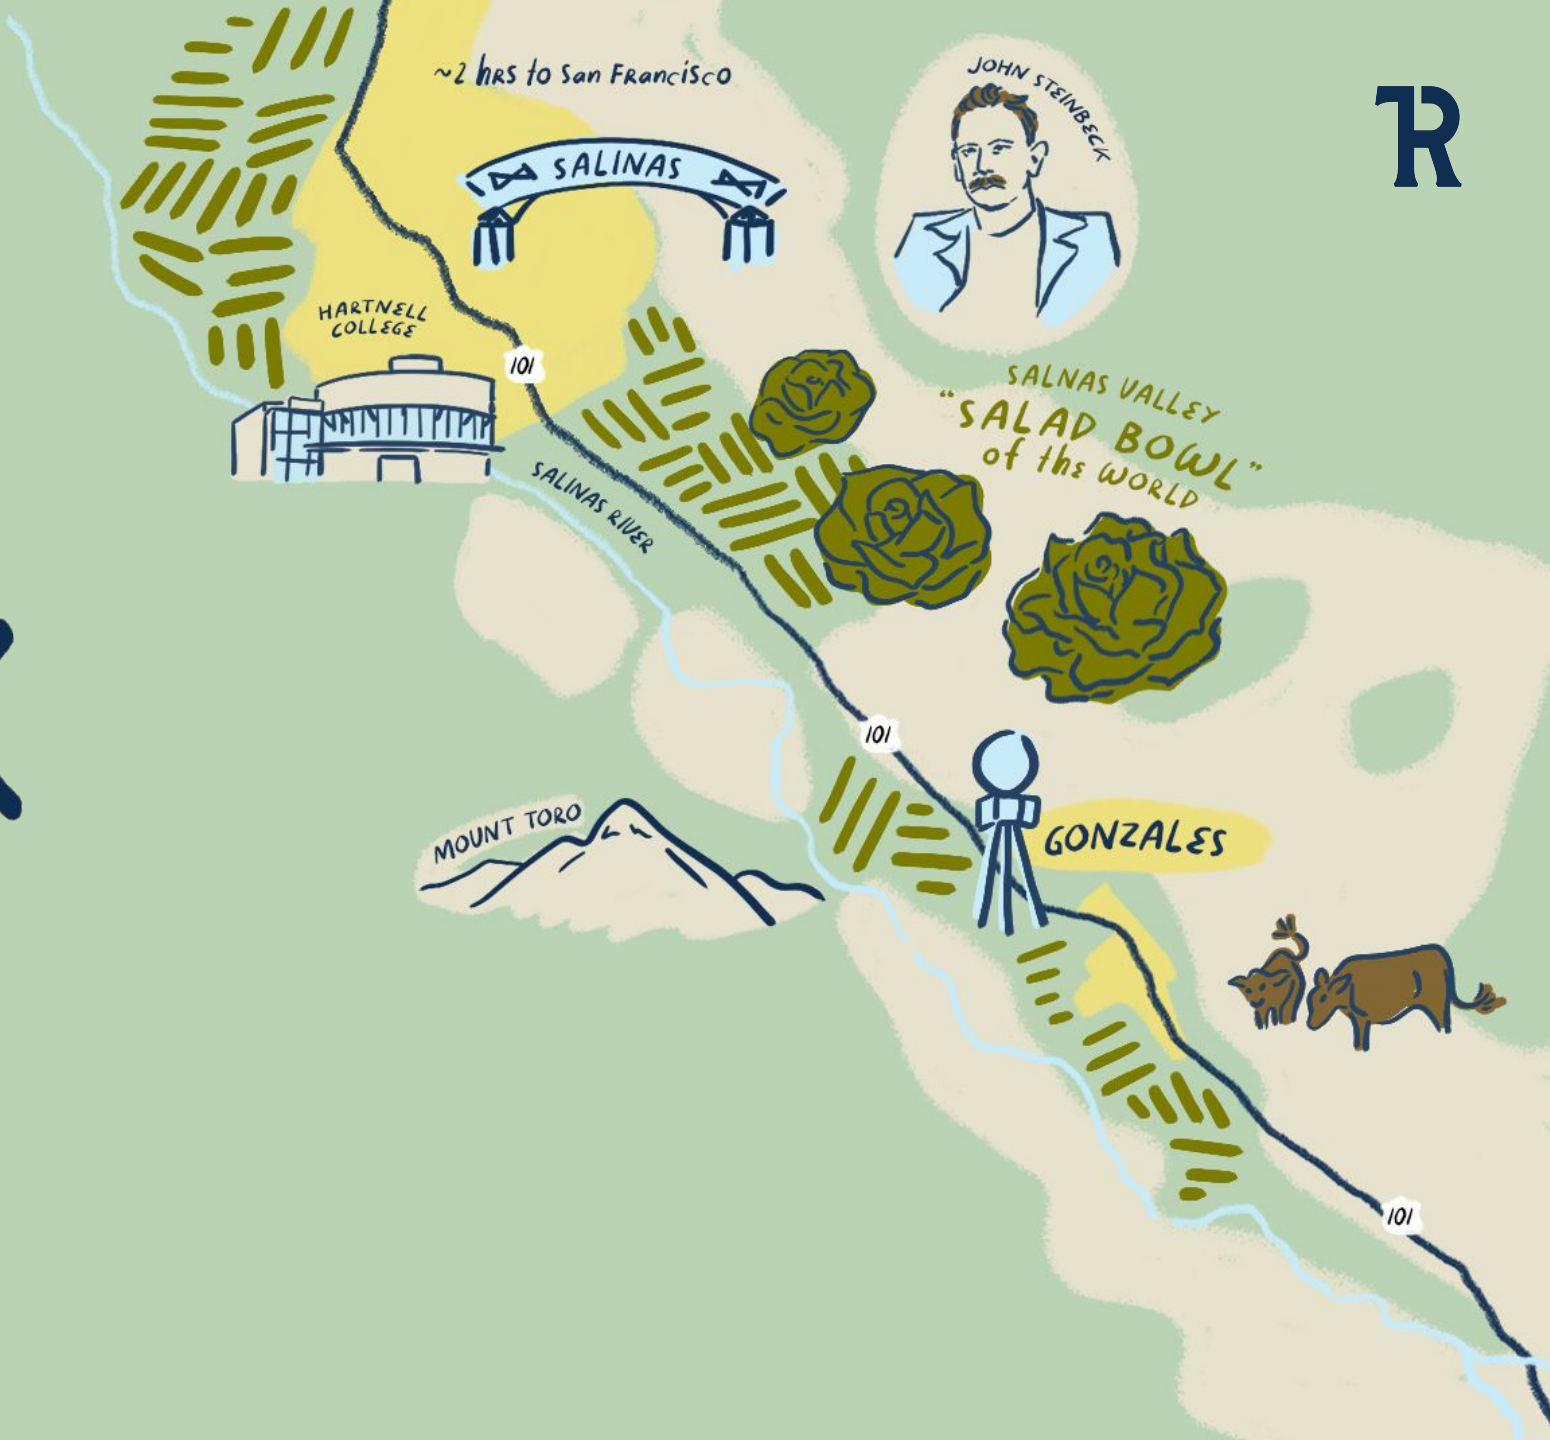 ~2 hrs to San Francisco
JOHN STEINBECK
SALINAS
HARTNELL
COLLEGE
101
SALNAS VALLEY
"SALAD BOWL"
of the WORLD
SALINAS RIVER
101
MOUNT TORO
GONZALES
101